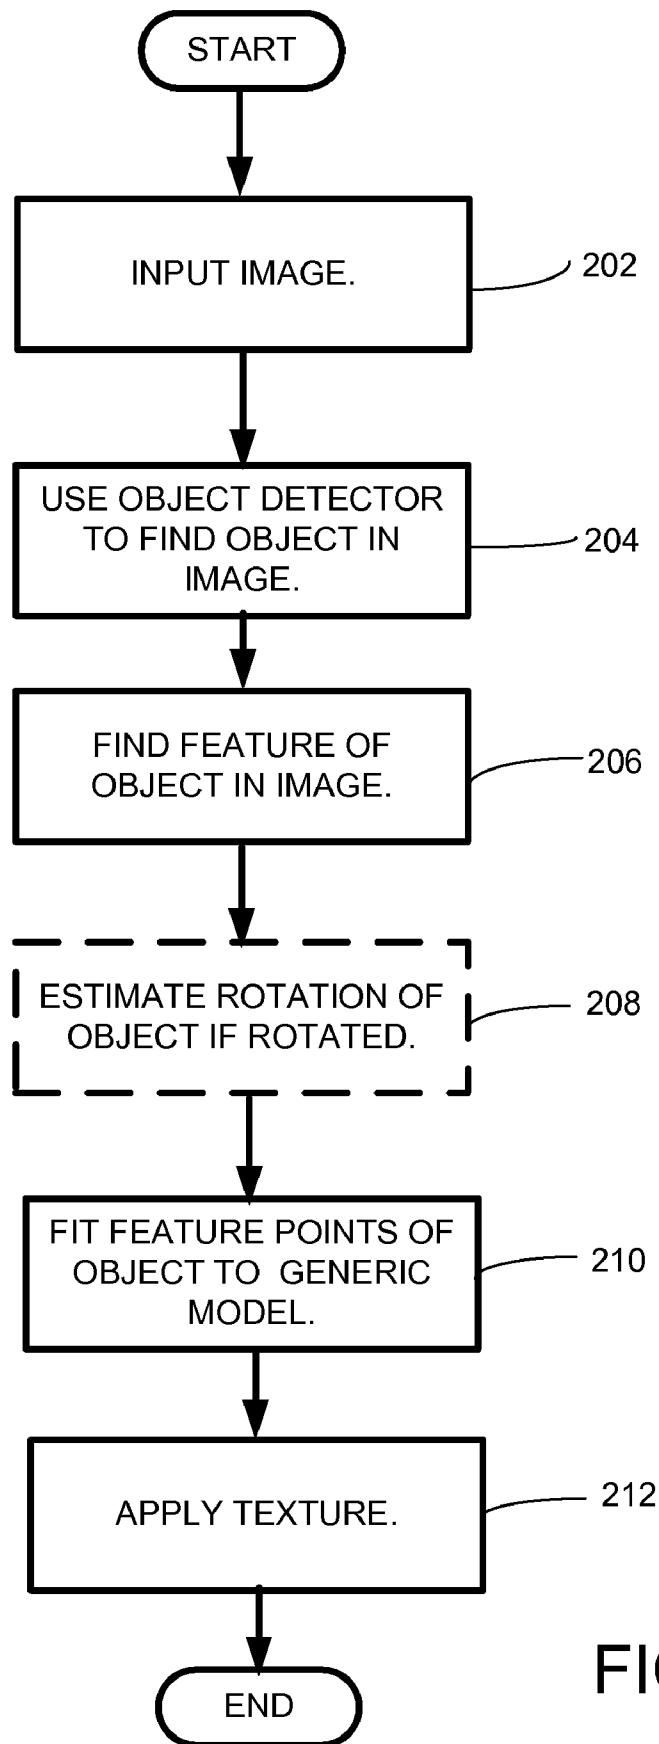 START
INPUT IMAGE.
202
USE OBJECT DETECTOR
TO FIND OBJECT IN
IMAGE.
204
FIND FEATURE OF
OBJECT IN IMAGE.
206
ESTIMATE ROTATION OF
OBJECT IF ROTATED.
208
FIT FEATURE POINTS OF
OBJECT TO GENERIC
MODEL.
210
APPLY TEXTURE.
212
END